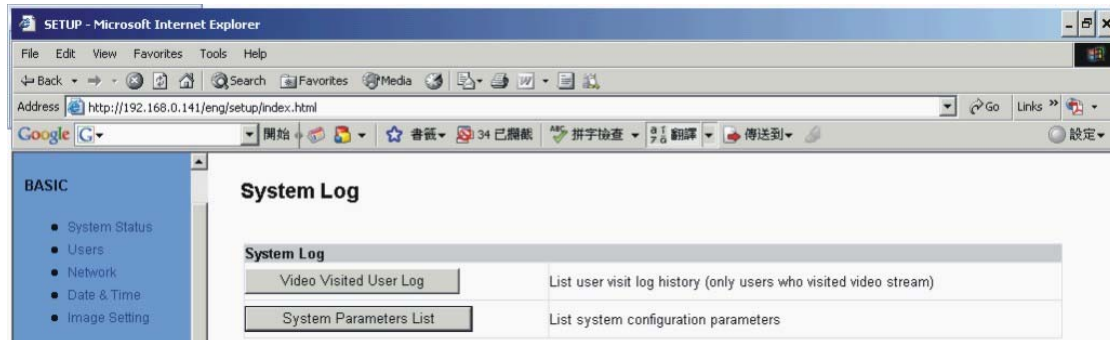 SETUP - Microsoft Internet Explorer
File Edit View Favorites Tools Help
Back Search Favorites Media
Address http://192.168.0.141/eng/setup/index.html Go Links »
Google G 開始 書籤 34 已攔截 ABC 拼字檢查 翻譯 傳送到 設定
BASIC
System Status
Users
Network
Date & Time
Image Setting
System Log
System Log
Video Visited User Log List user visit log history (only users who visited video stream)
System Parameters List List system configuration parameters